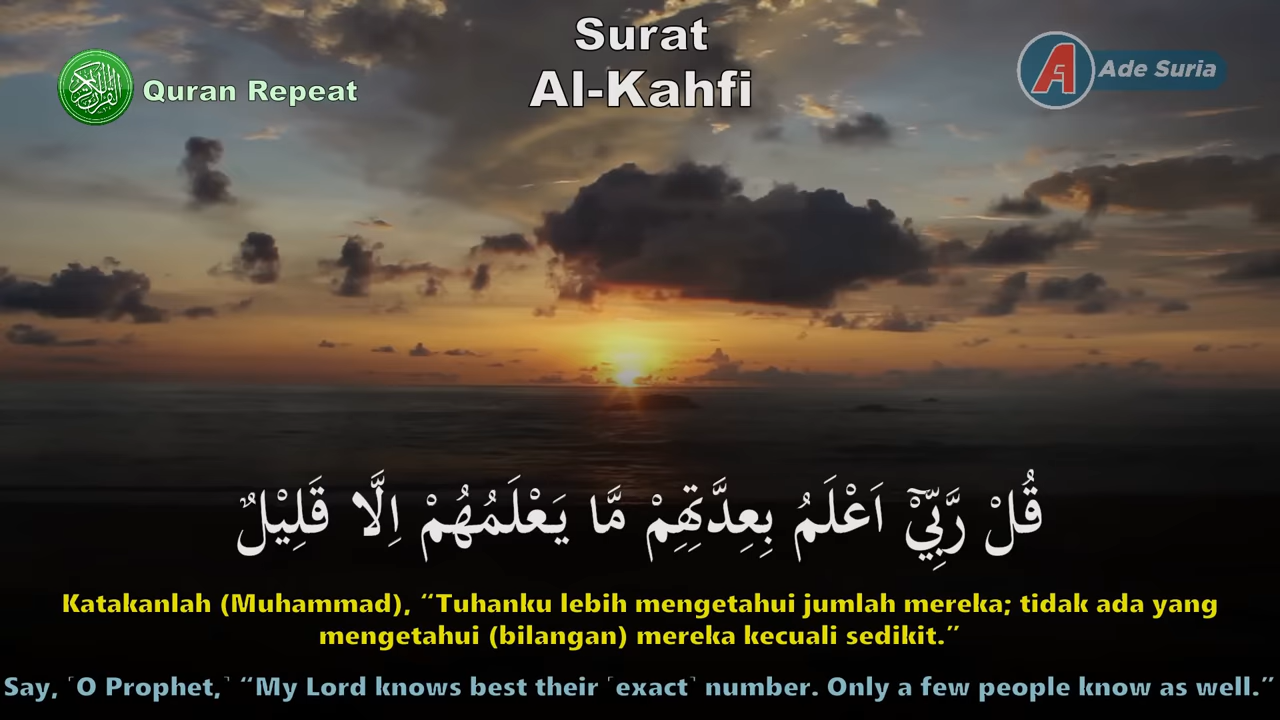 Surat
Al-Kahfi
Quran Repeat
Ade Suria
قُلْ رَّبِّيْٓ اَعْلَمُ بِعِدَّتِهِمْ مَّا يَعْلَمُهُمْ اِلَّا قَلِيْلٌ
Katakanlah (Muhammad), “Tuhanku lebih mengetahui jumlah mereka; tidak ada yang
mengetahui (bilangan) mereka kecuali sedikit.”
Say, ˹O Prophet,˺ “My Lord knows best their ˹exact˺ number. Only a few people know as well.”